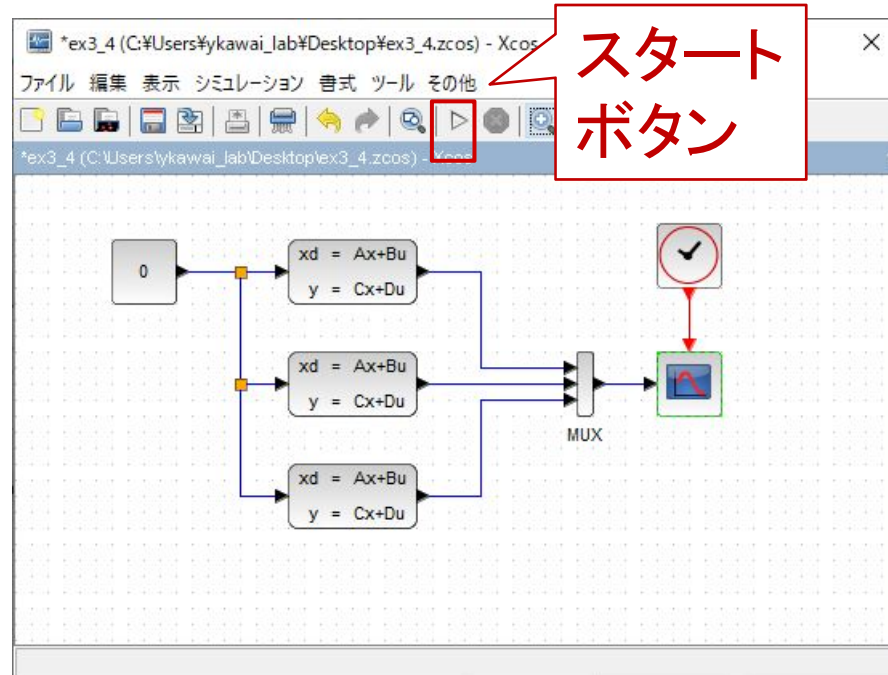 *ex3_4 (C:¥Users¥ykawai_lab¥Desktop¥ex3_4.zcos) - Xcos
スタート
ボタン
ファイル 編集 表示 シミュレーション 書式 ツール その他
*ex3_4 (C:\Users\ykawai_lab\Desktop\ex3_4.zcos) - Xcos
0
xd = Ax+Bu
y = Cx+Du
xd = Ax+Bu
y = Cx+Du
MUX
xd = Ax+Bu
y = Cx+Du